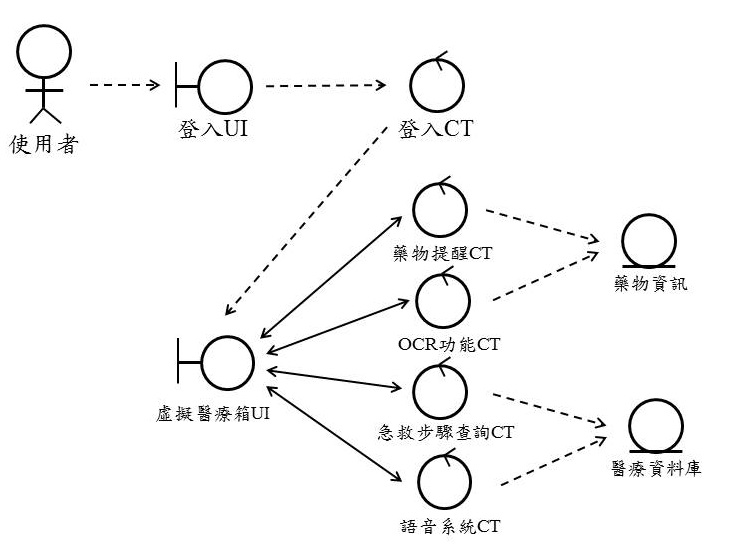 使用者
登入UI
登入CT
藥物提醒CT
藥物資訊
OCR功能CT
虛擬醫療箱UI
急救步驟查詢CT
醫療資料庫
語音系統CT